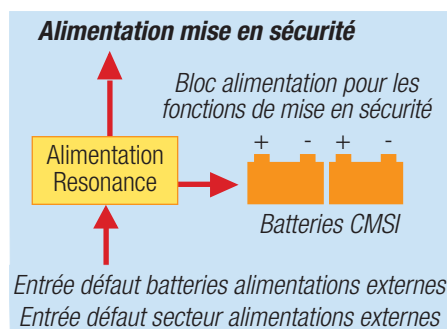 Alimentation mise en sécurité
Bloc alimentation pour les
fonctions de mise en sécurité
+ - + -
Alimentation
Resonance
Batteries CMSI
Entrée défaut batteries alimentations externes
Entrée défaut secteur alimentations externes